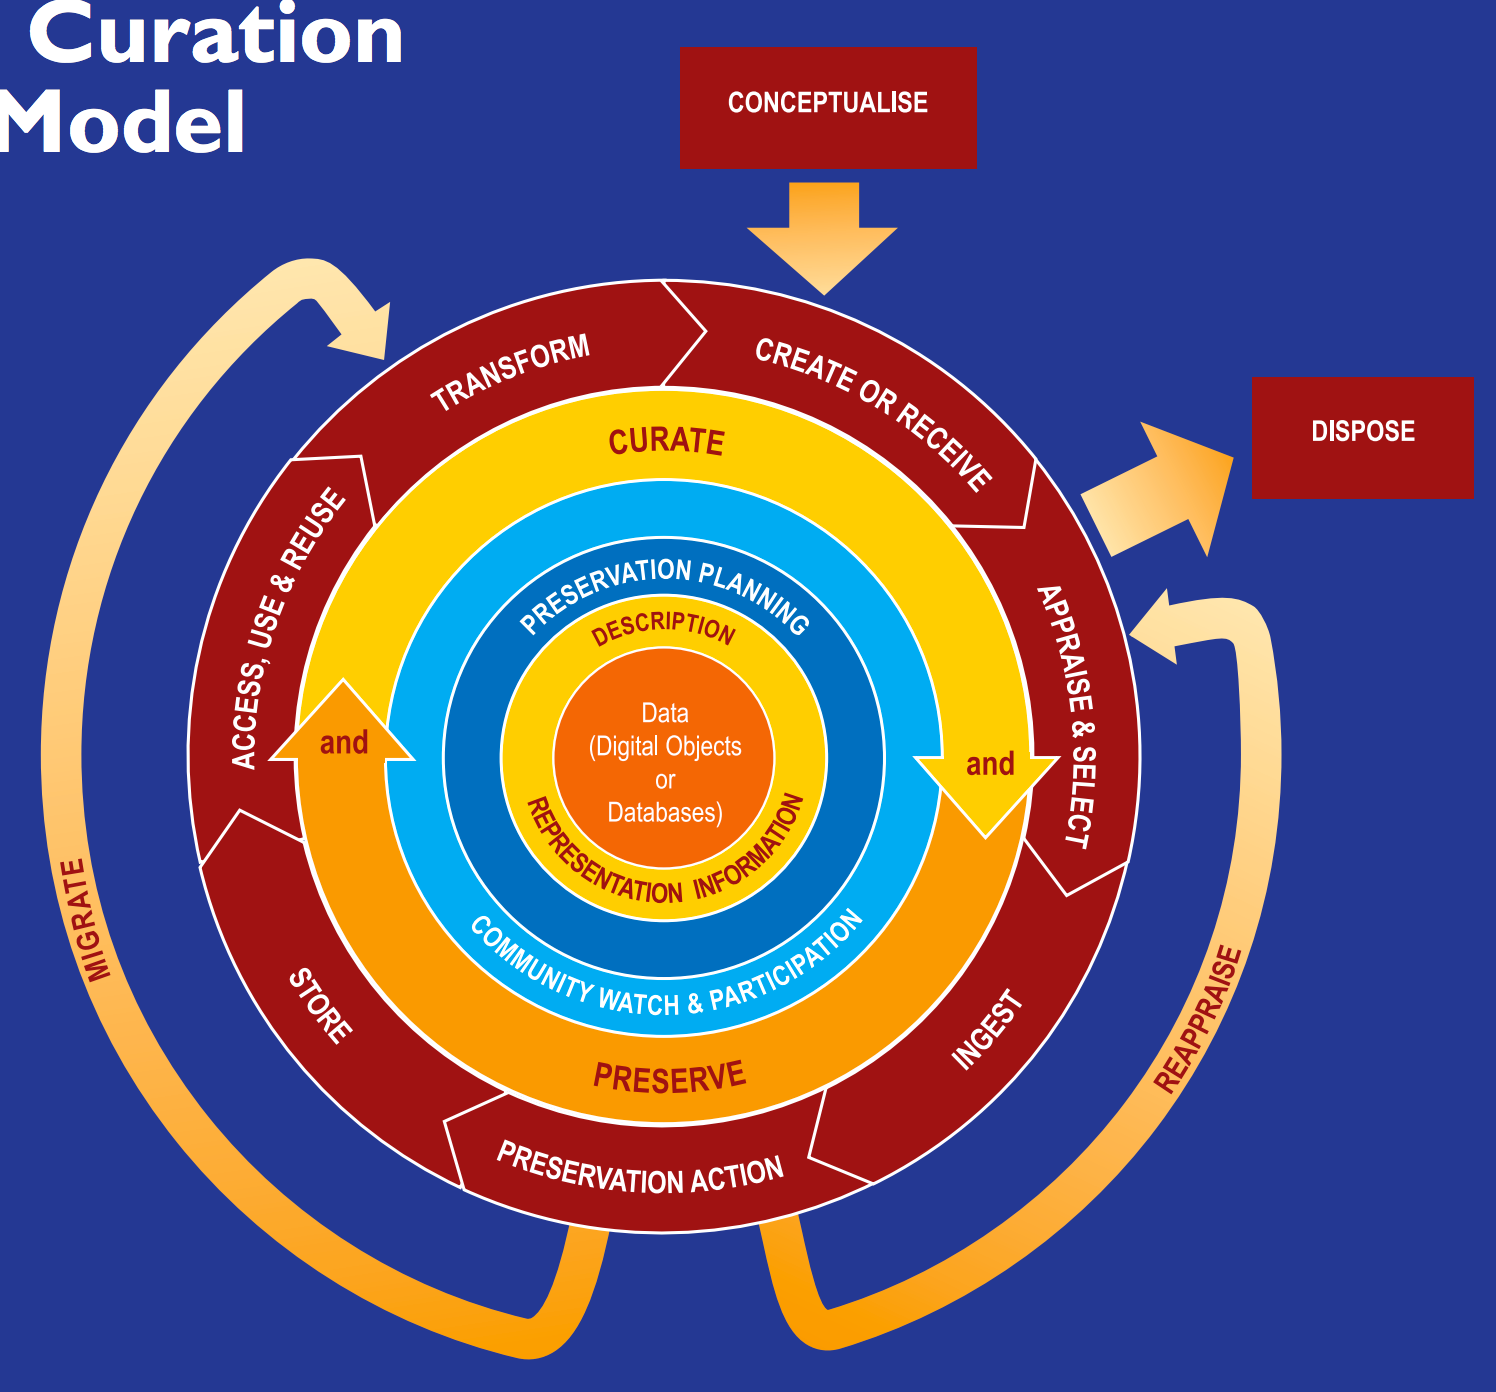 Curation
Model
CONCEPTUALISE
DISPOSE
TRANSFORM
CREATE OR RECEIVE
APPRAISE & SELECT
INGEST
PRESERVATION ACTION
STORE
ACCESS, USE & REUSE
CURATE
and
PRESERVE
and
PRESERVATION PLANNING
COMMUNITY WATCH & PARTICIPATION
DESCRIPTION
REPRESENTATION INFORMATION
Data
(Digital Objects
or
Databases)
MIGRATE
REAPPRAISE